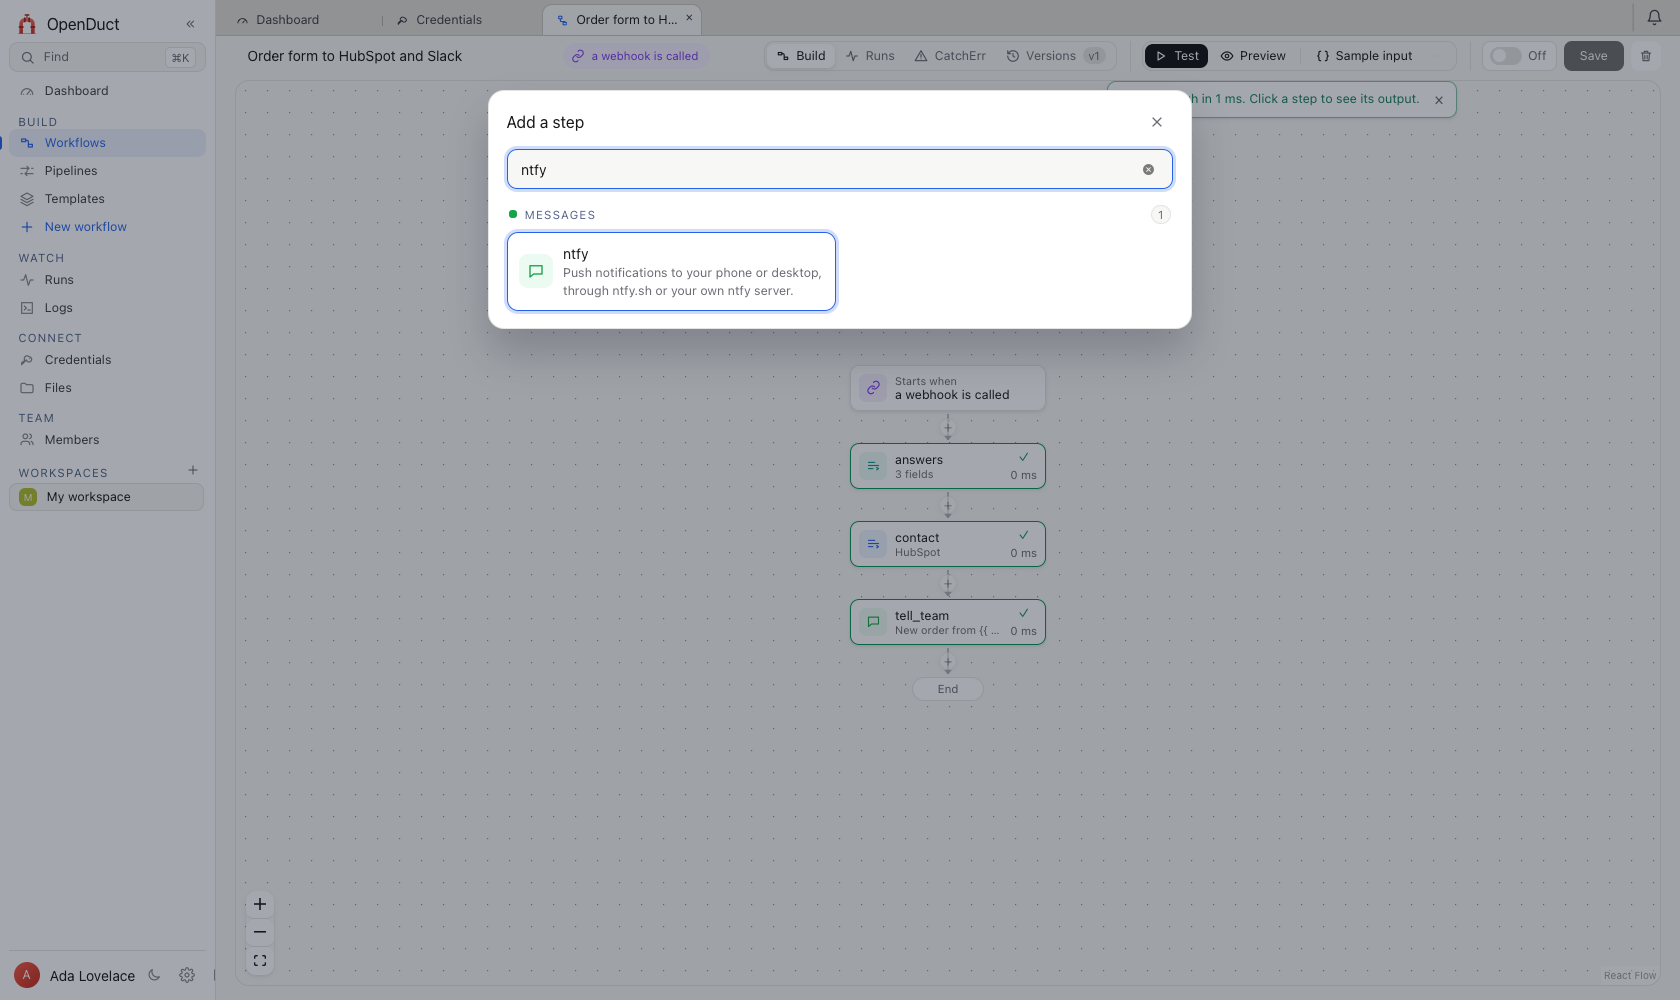 OpenDuct
Find
⌘K
Dashboard
BUILD
Workflows
Pipelines
Templates
New workflow
WATCH
Runs
Logs
CONNECT
Credentials
Files
TEAM
Members
WORKSPACES
M
My workspace
A
Ada Lovelace
Dashboard
Credentials
Order form to H...
Order form to HubSpot and Slack
a webhook is called
Build
Runs
CatchErr
Versions
v1
Test
Preview
Sample input
Off
Save
h in 1 ms. Click a step to see its output.
Add a step
ntfy
MESSAGES
1
ntfy
Push notifications to your phone or desktop,
through ntfy.sh or your own ntfy server.
Starts when
a webhook is called
answers
3 fields
0 ms
contact
HubSpot
0 ms
tell_team
New order from {{ ...
0 ms
End
React Flow